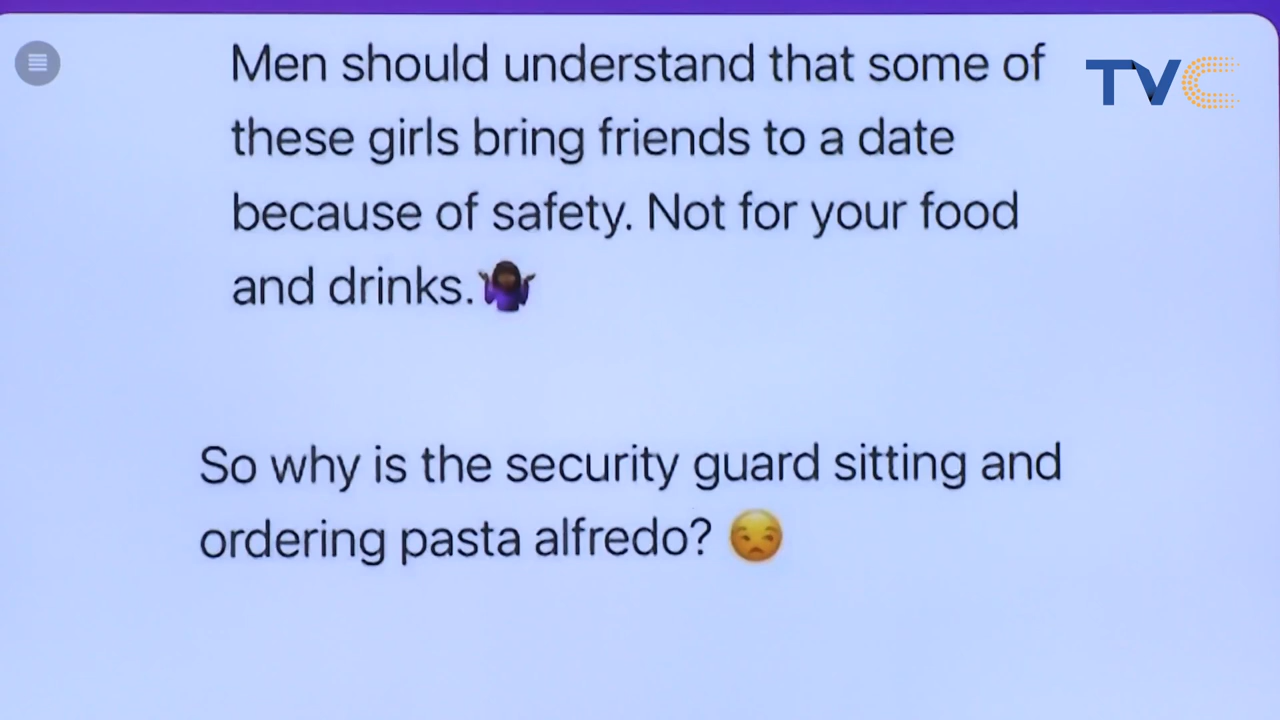 Men should understand that some of
TVC
these girls bring friends to a date
because of safety. Not for your food
and drinks.🤷🏿‍♀️
So why is the security guard sitting and
ordering pasta alfredo? 😒